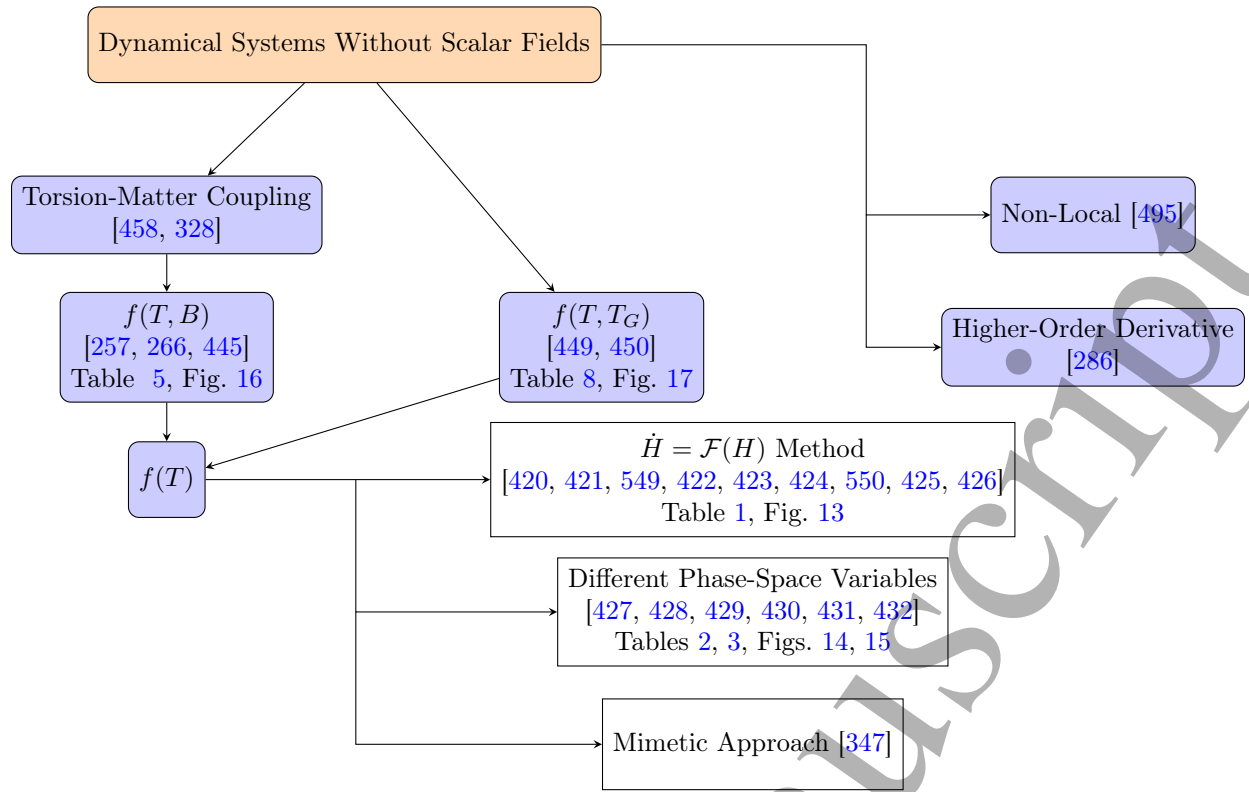 Dynamical Systems Without Scalar Fields
Torsion-Matter Coupling
[458, 328]
Non-Local [495]
f(T, B)
[257, 266, 445]
Table 5, Fig. 16
f(T, T_G)
[449, 450]
Table 8, Fig. 17
Higher-Order Derivative
[286]
f(T)
Ḣ = ℱ(H) Method
[420, 421, 549, 422, 423, 424, 550, 425, 426]
Table 1, Fig. 13
Different Phase-Space Variables
[427, 428, 429, 430, 431, 432]
Tables 2, 3, Figs. 14, 15
Mimetic Approach [347]